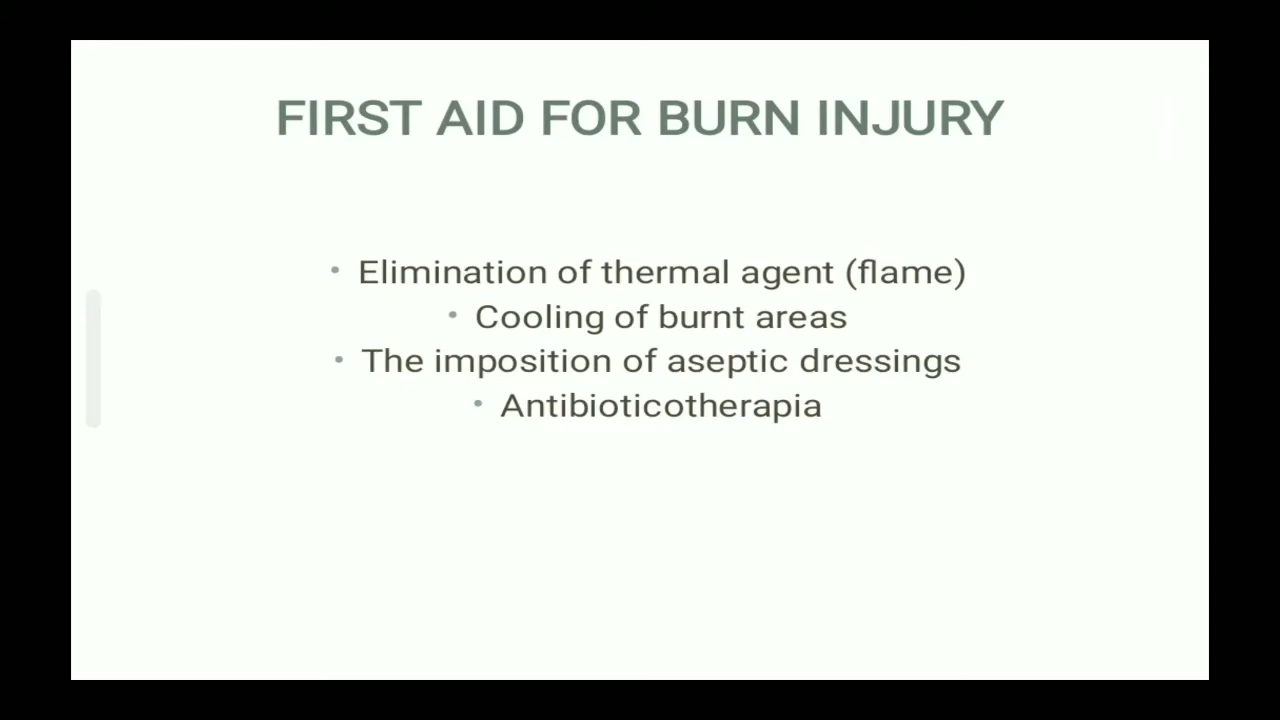 FIRST AID FOR BURN INJURY
• Elimination of thermal agent (flame)
• Cooling of burnt areas
• The imposition of aseptic dressings
• Antibioticotherapia